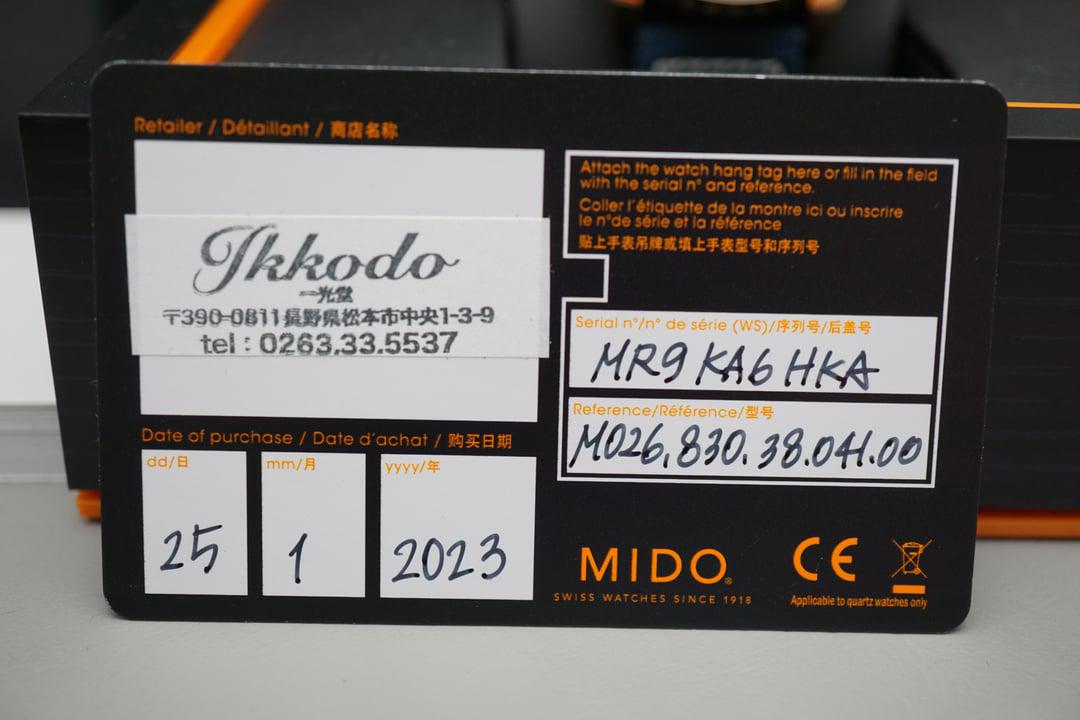 Retailer / Détaillant / 商店名称
Ikkodo
一光堂
〒390-0811長野県松本市中央1-3-9
tel : 0263.33.5537
Date of purchase / Date d'achat / 购买日期
dd/日
mm/月
yyyy/年
25
1
2023
Attach the watch hang tag here or fill in the field
with the serial n° and reference.
Coller l'étiquette de la montre ici ou inscrire
le n°de série et la référence
贴上手表吊牌或填上手表型号和序列号
Serial n°/n° de série (WS)/序列号/后盖号
MR9 KA6 HKA
Reference/Référence/型号
M026.830.38.041.00
MIDO®
SWISS WATCHES SINCE 1918
CE
Applicable to quartz watches only